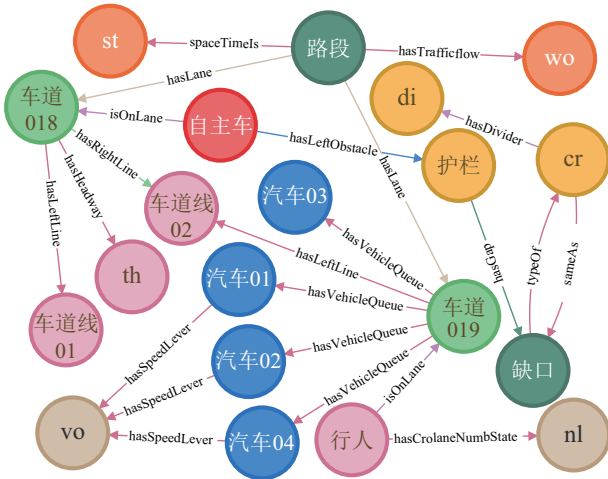 st
spaceTimeIs
路段
hasTrafficflow
wo
hasLane
车道
018
isOnLane
自主车
di
hasDivider
cr
hasLeftObstacle
护栏
hasRightLine
hasHeadway
hasLeftLine
车道线
02
汽车03
hasLane
hasVehicleQueue
hasGap
typeOf
sameAs
th
hasLeftLine
汽车01
hasVehicleQueue
车道
019
车道线
01
hasSpeedLever
汽车02
hasVehicleQueue
缺口
hasSpeedLever
hasVehicleQueue
isOnLane
vo
hasSpeedLever
汽车04
行人
hasCrolaneNumbState
nl